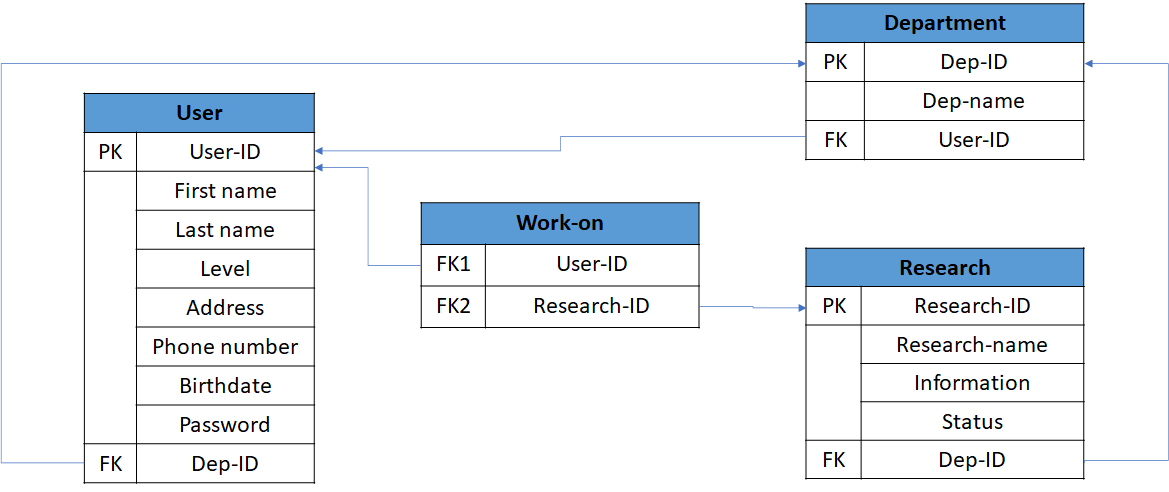 Department
PK Dep-ID
Dep-name
FK User-ID
User
PK User-ID
First name
Last name
Level
Address
Phone number
Birthdate
Password
FK Dep-ID
Work-on
FK1 User-ID
FK2 Research-ID
Research
PK Research-ID
Research-name
Information
Status
FK Dep-ID